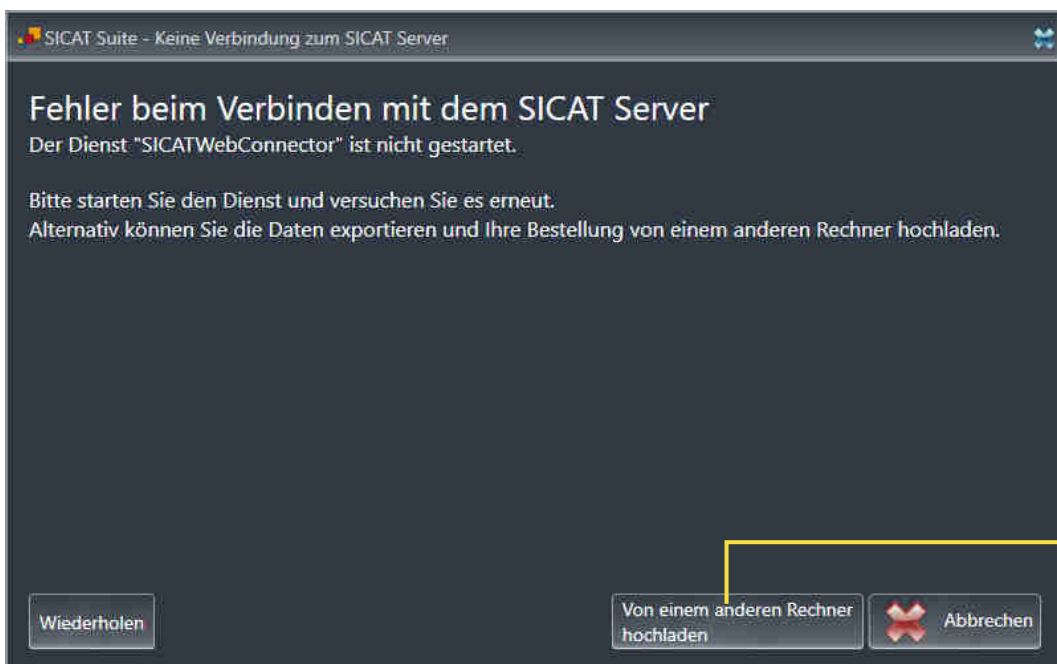 SICAT Suite - Keine Verbindung zum SICAT Server
Fehler beim Verbinden mit dem SICAT Server
Der Dienst "SICATWebConnector" ist nicht gestartet.
Bitte starten Sie den Dienst und versuchen Sie es erneut.
Alternativ können Sie die Daten exportieren und Ihre Bestellung von einem anderen Rechner hochladen.
Wiederholen
Von einem anderen Rechner
hochladen
Abbrechen